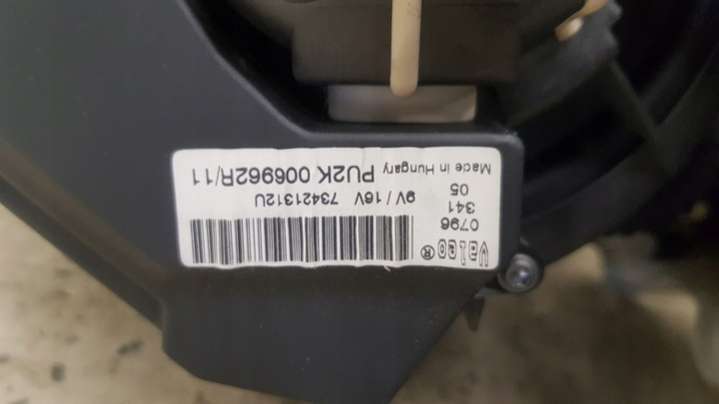 Valeo®
0796
341
05
9V / 16V 73421312U
Made in Hungary PU2K 006962R/11